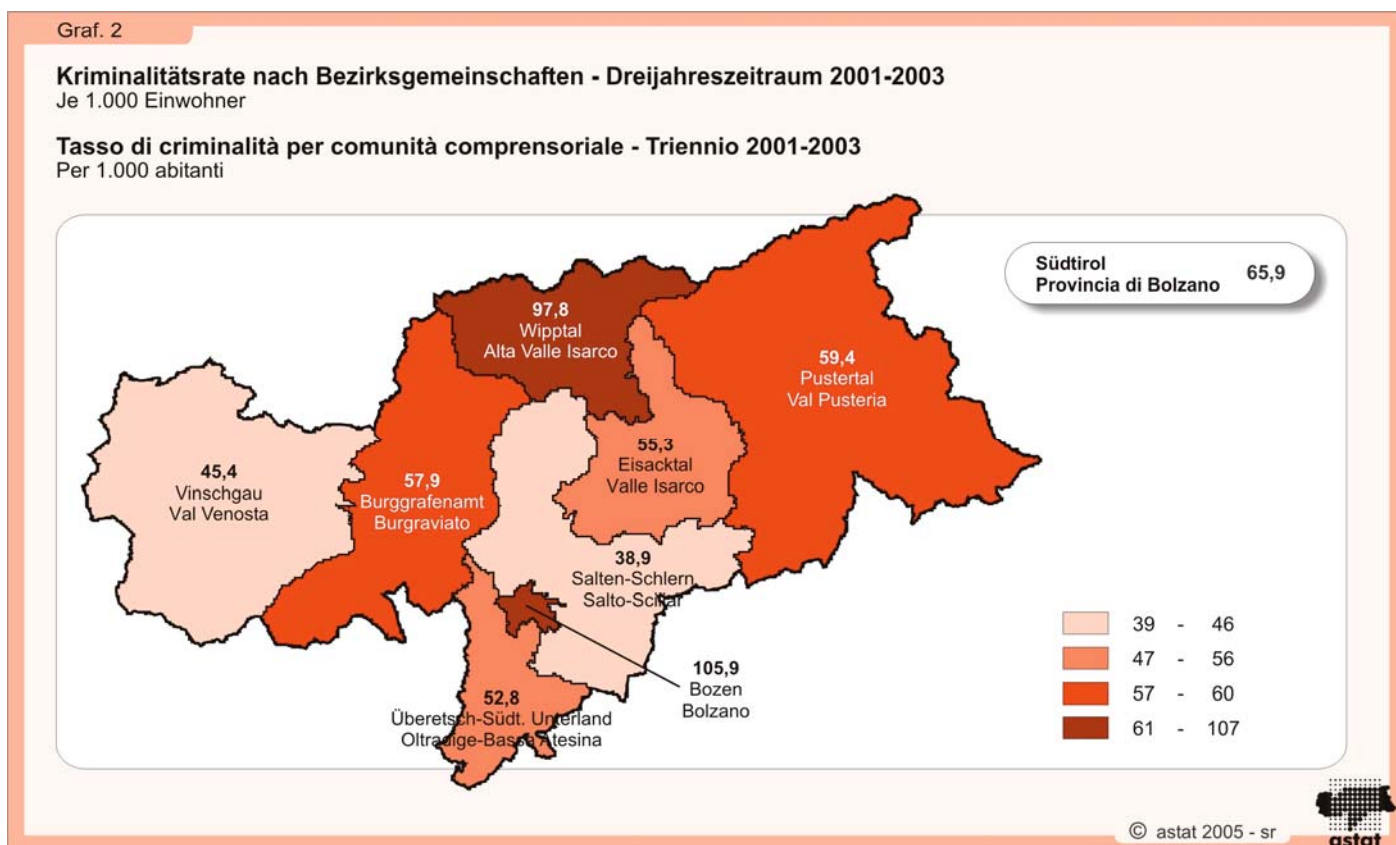 Graf. 2
Kriminalitätsrate nach Bezirksgemeinschaften - Dreijahreszeitraum 2001-2003
Je 1.000 Einwohner
Tasso di criminalità per comunità comprensoriale - Triennio 2001-2003
Per 1.000 abitanti
Südtirol
Provincia di Bolzano 65,9
97,8
Wipptal
Alta Valle Isarco
59,4
Pustertal
Val Pusteria
55,3
Eisacktal
Valle Isarco
45,4
Vinschgau
Val Venosta
57,9
Burggrafenamt
Burgraviato
38,9
Salten-Schlern
Salto-Sciliar
105,9
Bozen
Bolzano
52,8
Überetsch-Südt. Unterland
Oltradige-Bassa Atesina
39 - 46
47 - 56
57 - 60
61 - 107
© astat 2005 - sr
astat